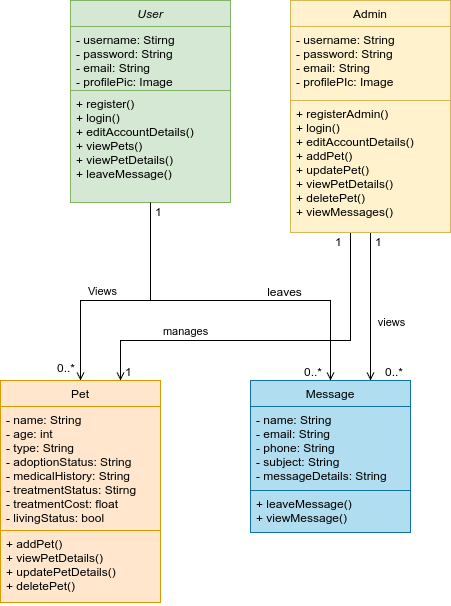 User
- username: Stirng
- password: String
- email: String
- profilePic: Image
+ register()
+ login()
+ editAccountDetails()
+ viewPets()
+ viewPetDetails()
+ leaveMessage()
Admin
- username: String
- password: String
- email: String
- profilePIc: Image
+ registerAdmin()
+ login()
+ editAccountDetails()
+ addPet()
+ updatePet()
+ viewPetDetails()
+ deletePet()
+ viewMessages()
1
1
1
Views
leaves
manages
views
0..*
1
0..*
0..*
Pet
- name: String
- age: int
- type: String
- adoptionStatus: String
- medicalHistory: String
- treatmentStatus: Stirng
- treatmentCost: float
- livingStatus: bool
+ addPet()
+ viewPetDetails()
+ updatePetDetails()
+ deletePet()
Message
- name: String
- email: String
- phone: String
- subject: String
- messageDetails: String
+ leaveMessage()
+ viewMessage()